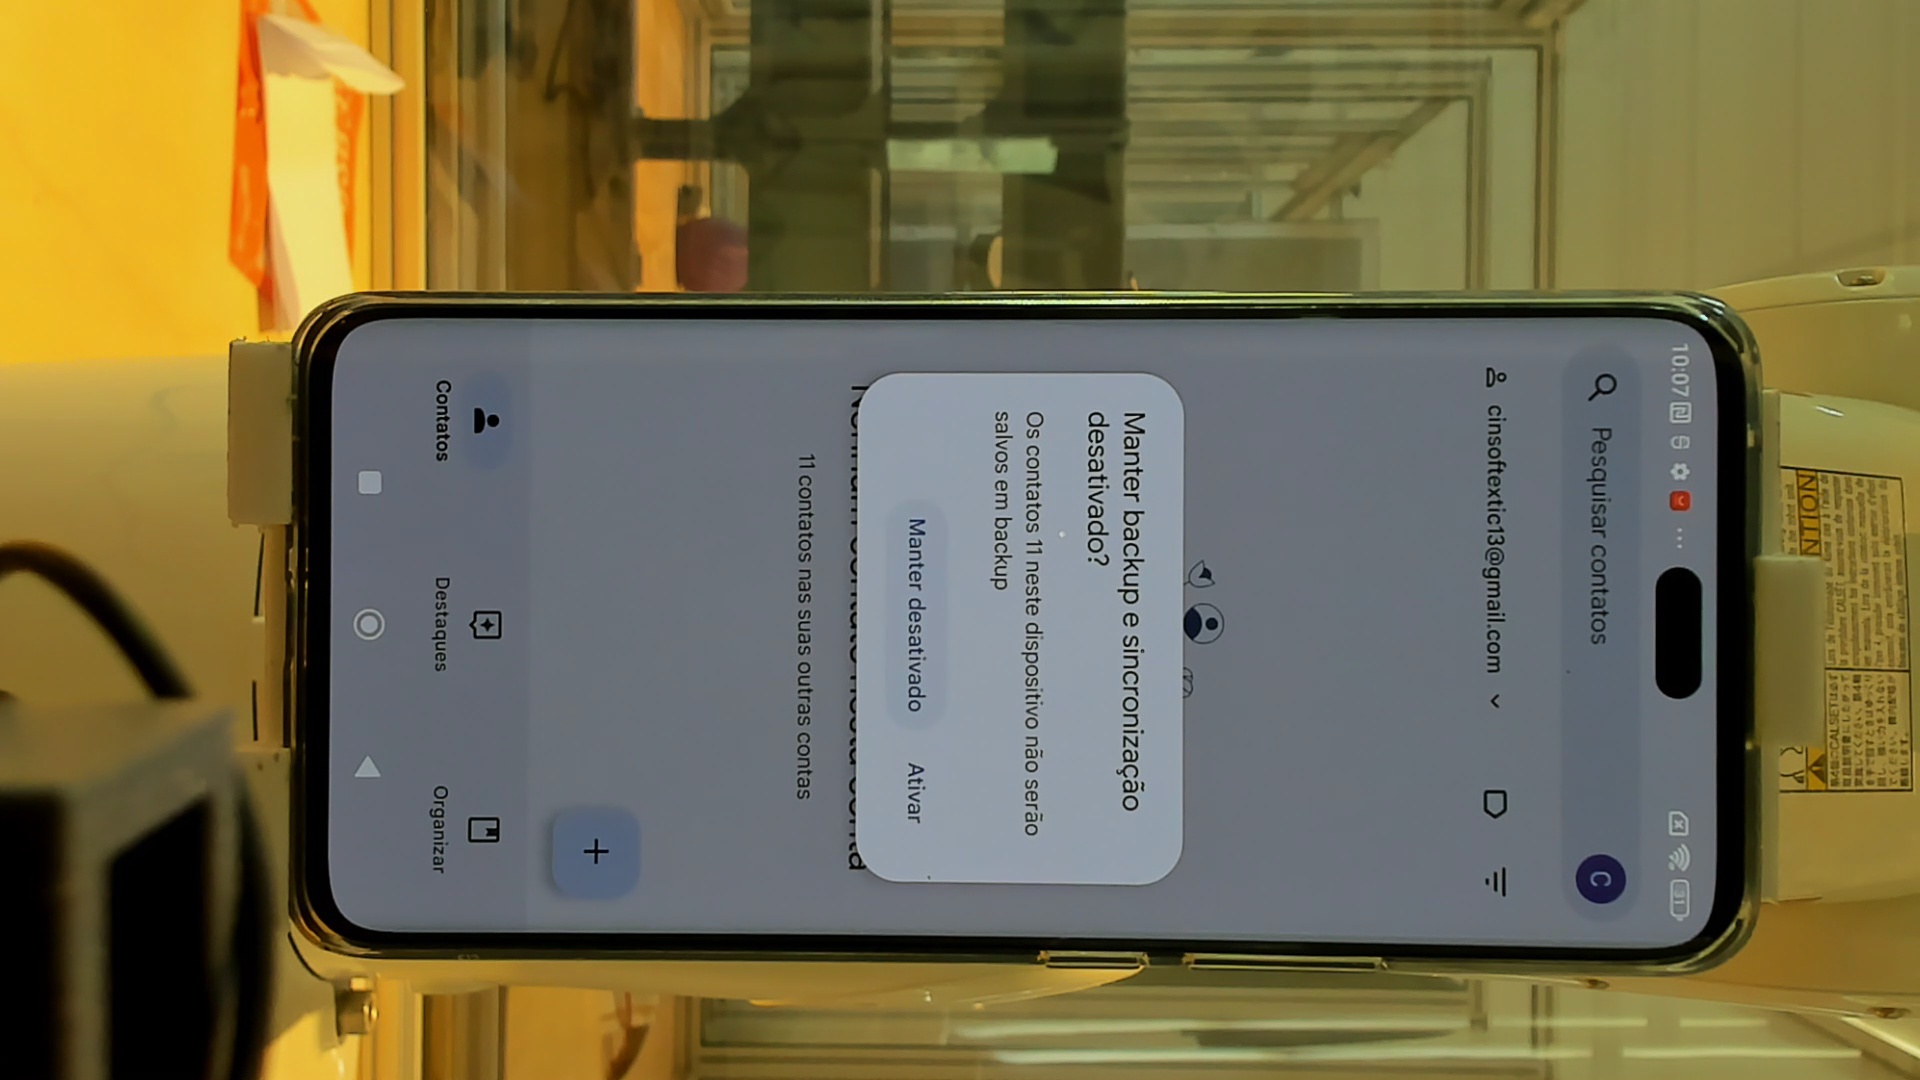 10:07
31
Pesquisar contatos
C
cinsoftextic13@gmail.com
Manter backup e sincronização
desativado?
Os contatos 11 neste dispositivo não serão
salvos em backup
Manter desativado
Ativar
11 contatos nas suas outras contas
Contatos
Destaques
Organizar